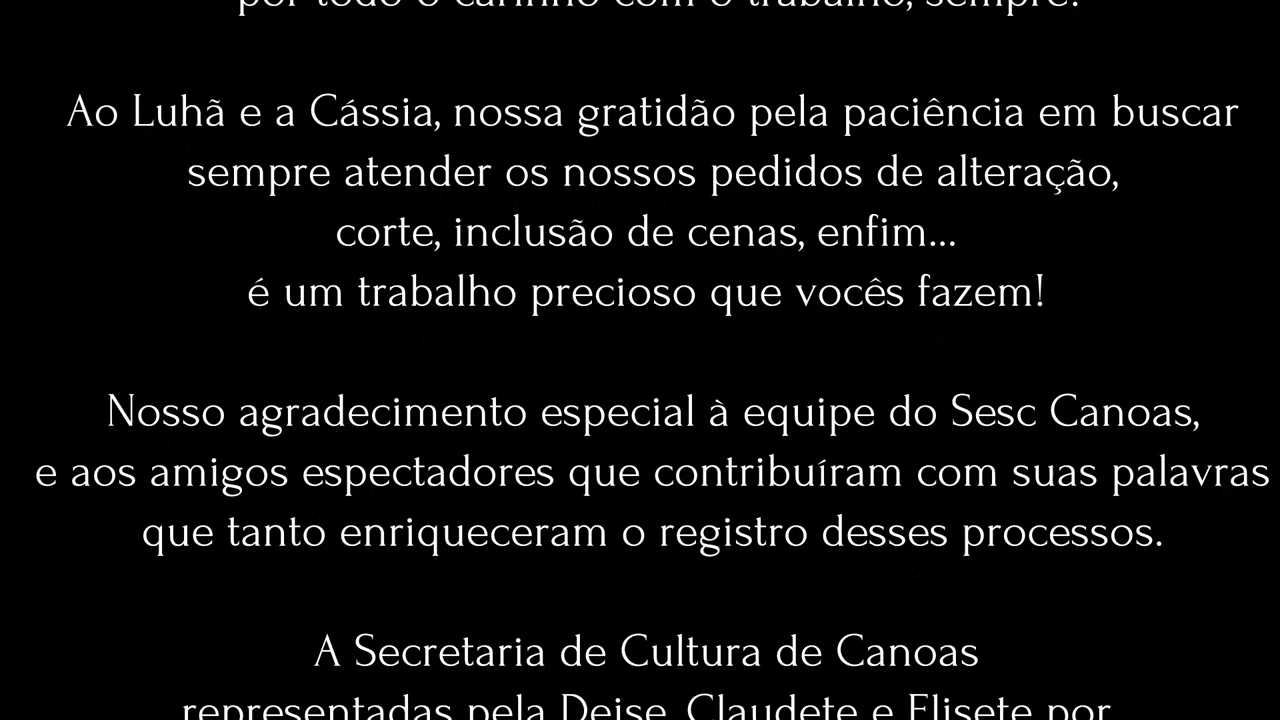 por todo o carinho com o trabalho, sempre!
Ao Luhã e a Cássia, nossa gratidão pela paciência em buscar
sempre atender os nossos pedidos de alteração,
corte, inclusão de cenas, enfim...
é um trabalho precioso que vocês fazem!
Nosso agradecimento especial à equipe do Sesc Canoas,
e aos amigos espectadores que contribuíram com suas palavras
que tanto enriqueceram o registro desses processos.
A Secretaria de Cultura de Canoas
representadas pela Deise, Claudete e Elisete por